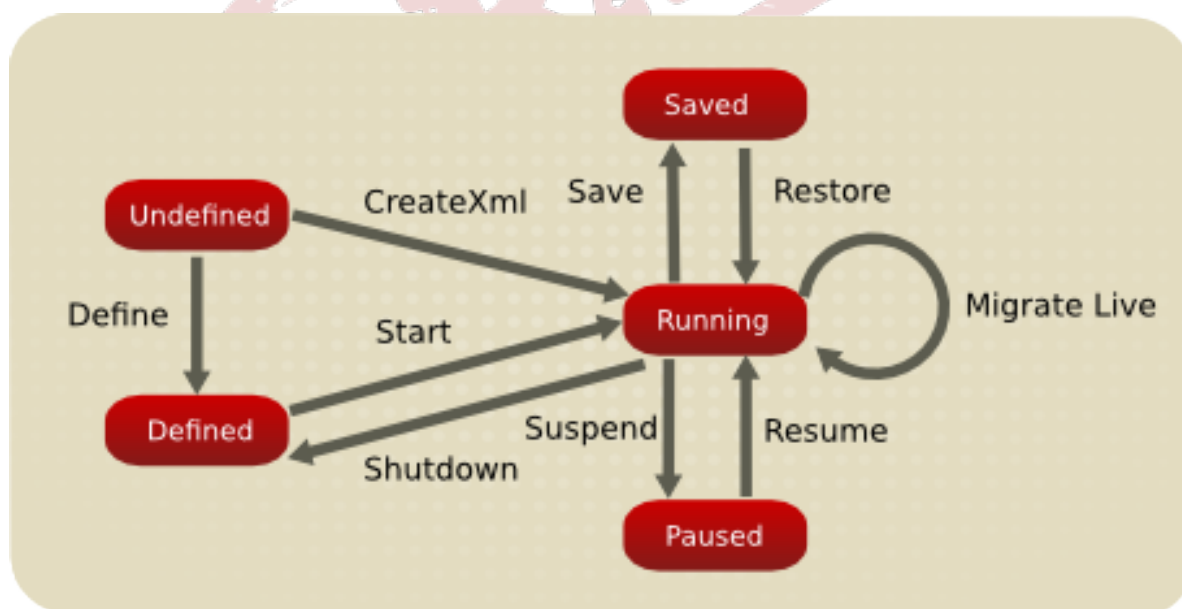 Saved
Save
Restore
Undefined
CreateXml
Running
Migrate Live
Define
Start
Defined
Suspend
Resume
Shutdown
Paused